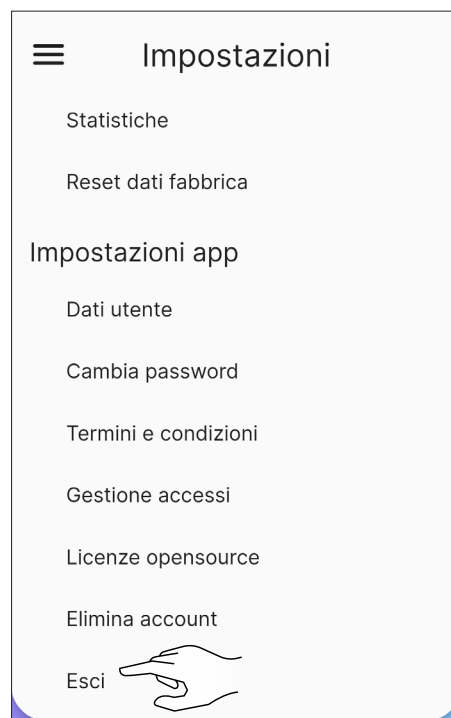 Impostazioni
Statistiche
Reset dati fabbrica
Impostazioni app
Dati utente
Cambia password
Termini e condizioni
Gestione accessi
Licenze opensource
Elimina account
Esci